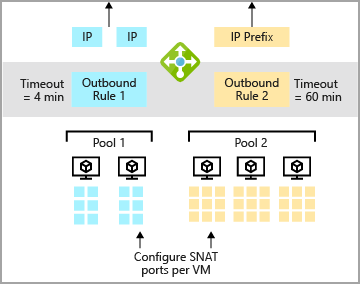 IP
IP
IP Prefix
Timeout
= 4 min
Outbound
Rule 1
Outbound
Rule 2
Timeout
= 60 min
Pool 1
Pool 2
Configure SNAT
ports per VM